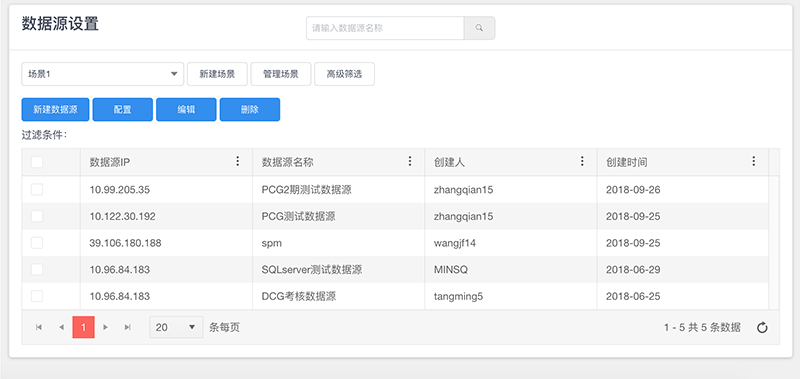 数据源设置
请输入数据源名称
场景1 新建场景 管理场景 高级筛选
新建数据源 配置 编辑 删除
过滤条件：
数据源IP 数据源名称 创建人 创建时间
10.99.205.35 PCG2期测试数据源 zhangqian15 2018-09-26
10.122.30.192 PCG测试数据源 zhangqian15 2018-09-25
39.106.180.188 spm wangjf14 2018-09-25
10.96.84.183 SQLserver测试数据源 MINSQ 2018-06-29
10.96.84.183 DCG考核数据源 tangming5 2018-06-25
1 20 条每页 1 - 5 共 5 条数据